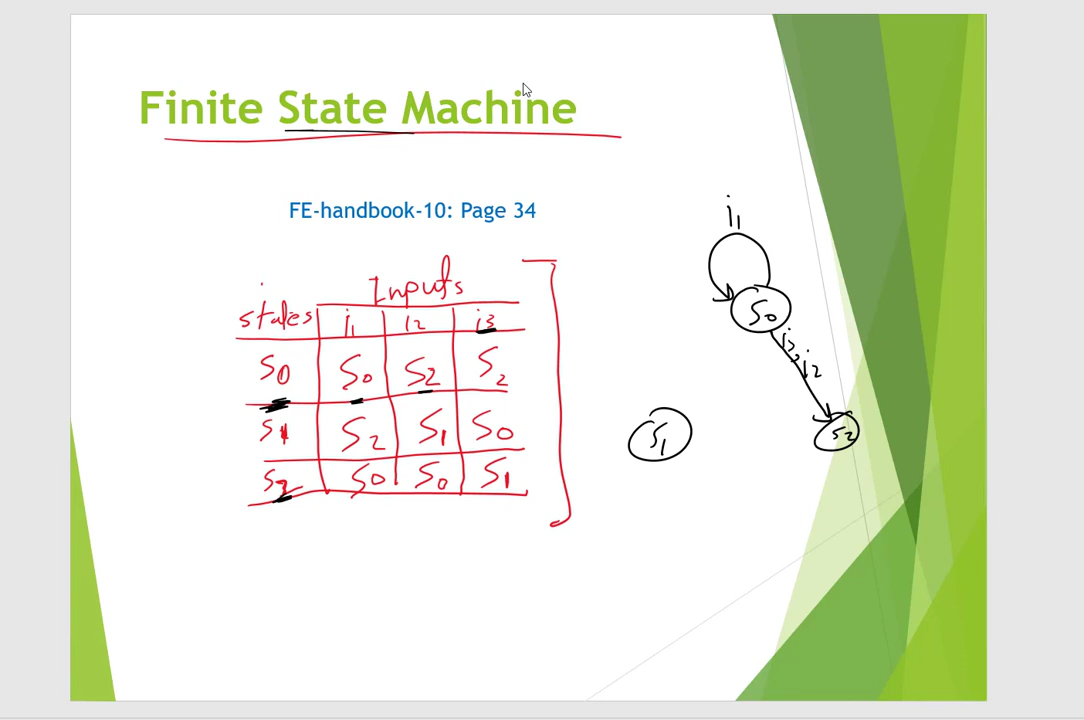 Finite State Machine
FE-handbook-10: Page 34
Inputs
states i1 i2 i3
S0 S0 S2 S2
S1 S2 S1 S0
S2 S0 S0 S1
i1
S0
i3, i2
S1
S2